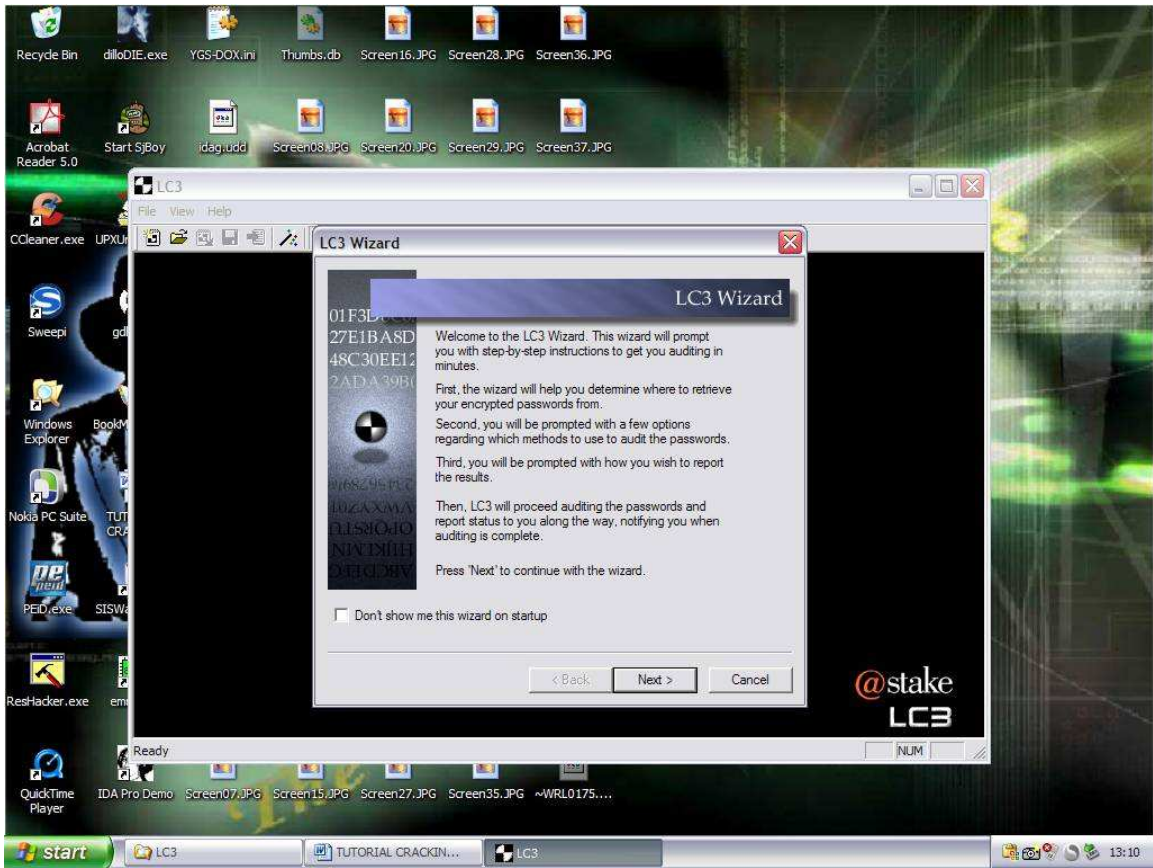 Recycle Bin
dilloDIE.exe
YGS-DOX.ini
Thumbs.db
Screen16.JPG
Screen28.JPG
Screen36.JPG
Acrobat
Reader 5.0
Start SjBoy
idag.udd
Screen08.JPG
Screen20.JPG
Screen29.JPG
Screen37.JPG
CCleaner.exe
Sweepi
Windows
Explorer
Nokia PC Suite
PEiD.exe
ResHacker.exe
QuickTime
Player
IDA Pro Demo
Screen07.JPG
Screen15.JPG
Screen27.JPG
Screen35.JPG
~WRL0175....
LC3
File View Help
LC3 Wizard
LC3 Wizard
27E1BA8D
48C30EE12
Welcome to the LC3 Wizard. This wizard will prompt
you with step-by-step instructions to get you auditing in
minutes.
First, the wizard will help you determine where to retrieve
your encrypted passwords from.
Second, you will be prompted with a few options
regarding which methods to use to audit the passwords.
Third, you will be prompted with how you wish to report
the results.
Then, LC3 will proceed auditing the passwords and
report status to you along the way, notifying you when
auditing is complete.
Press 'Next' to continue with the wizard.
Don't show me this wizard on startup
< Back
Next >
Cancel
@stake
LC3
Ready
NUM
start
LC3
TUTORIAL CRACKIN...
LC3
13:10